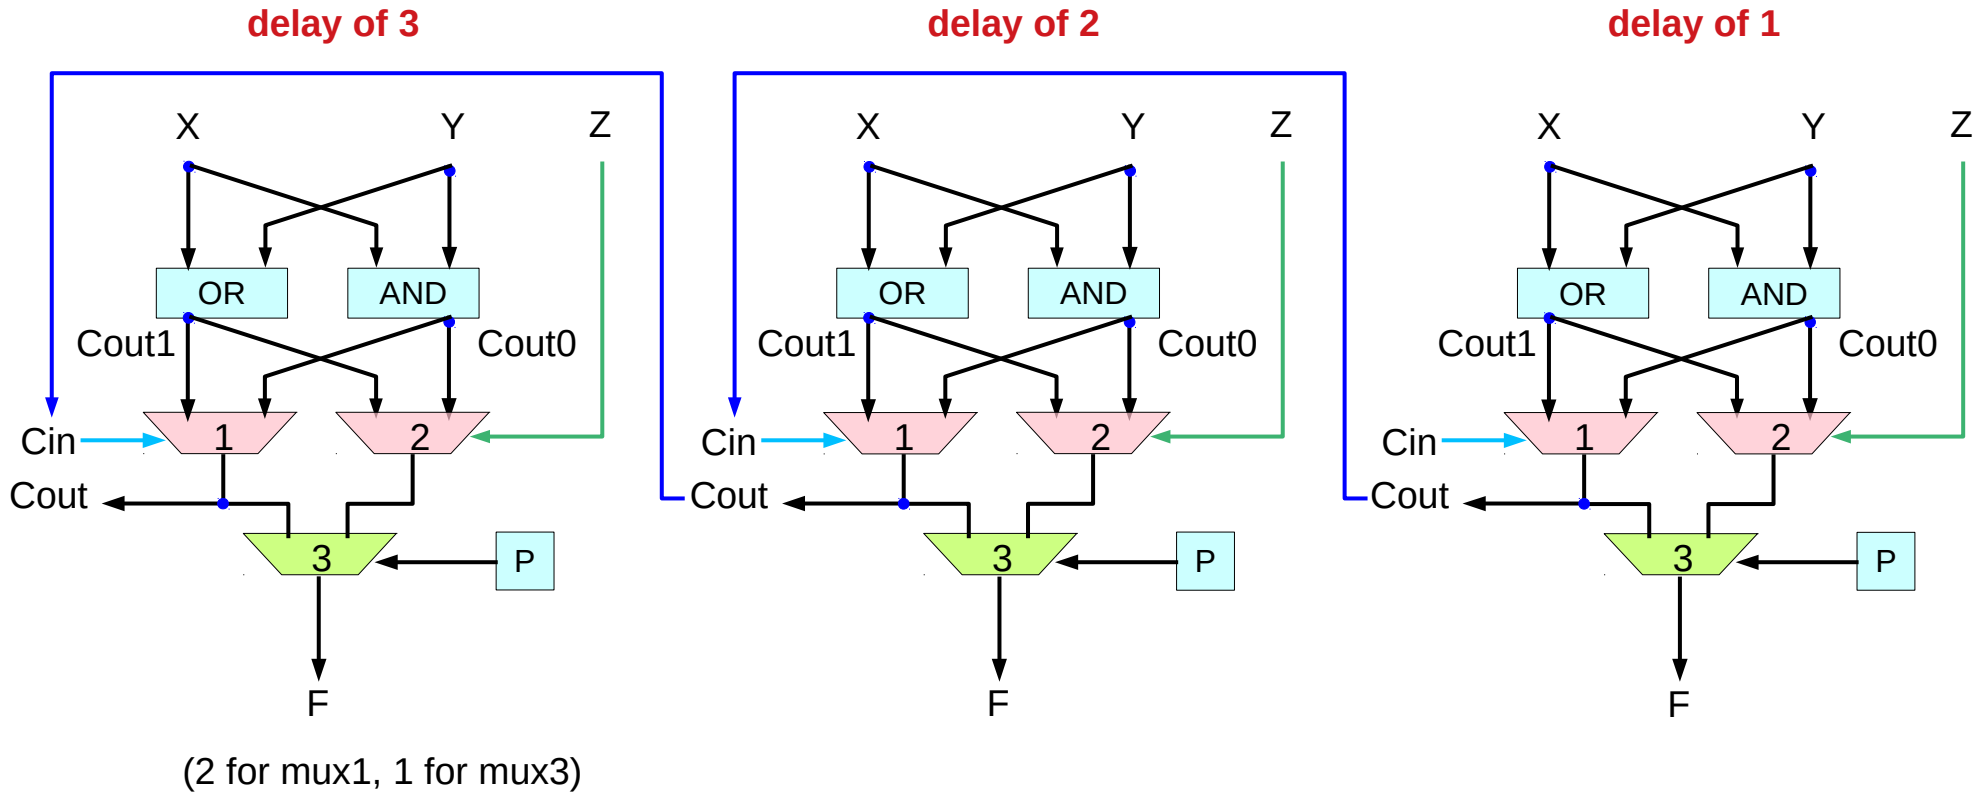 delay of 3 delay of 2 delay of 1
X Y Z X Y Z X Y Z
OR AND OR AND OR AND
Cout1 Cout0 Cout1 Cout0 Cout1 Cout0
Cin 1 2 Cin 1 2 Cin 1 2
Cout Cout Cout
3 P 3 P 3 P
F F F
(2 for mux1, 1 for mux3)